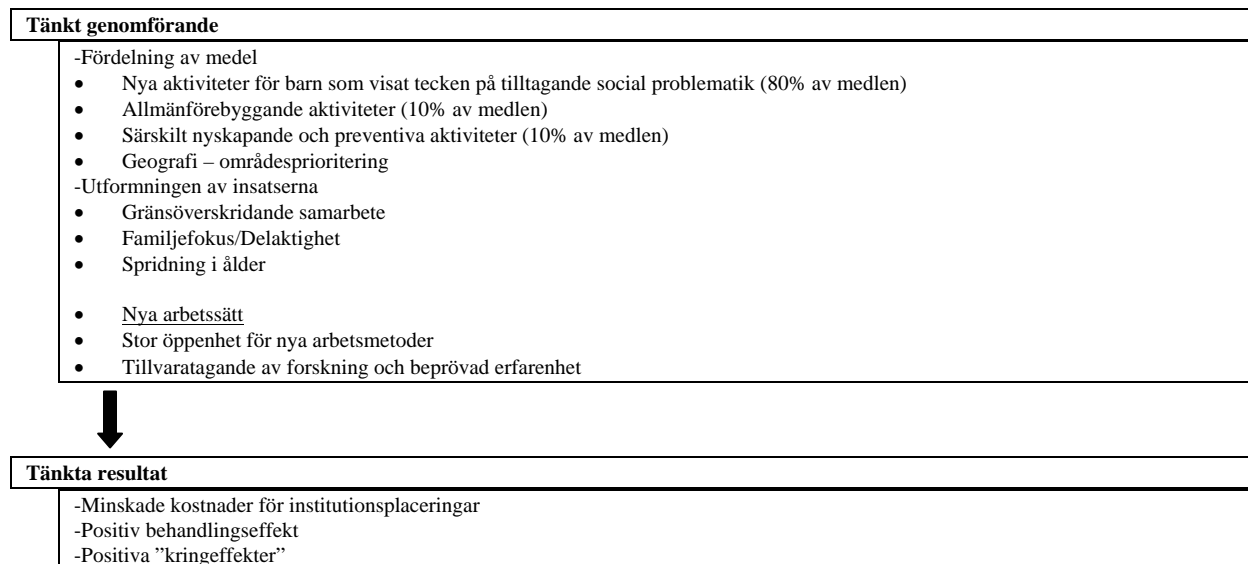 Tänkt genomförande
-Fördelning av medel
• Nya aktiviteter för barn som visat tecken på tilltagande social problematik (80% av medlen)
• Allmänförebyggande aktiviteter (10% av medlen)
• Särskilt nyskapande och preventiva aktiviteter (10% av medlen)
• Geografi – områdesprioritering
-Utformningen av insatserna
• Gränsöverskridande samarbete
• Familjefokus/Delaktighet
• Spridning i ålder
• Nya arbetssätt
• Stor öppenhet för nya arbetsmetoder
• Tillvaratagande av forskning och beprövad erfarenhet
Tänkta resultat
-Minskade kostnader för institutionsplaceringar
-Positiv behandlingseffekt
-Positiva ”kringeffekter”